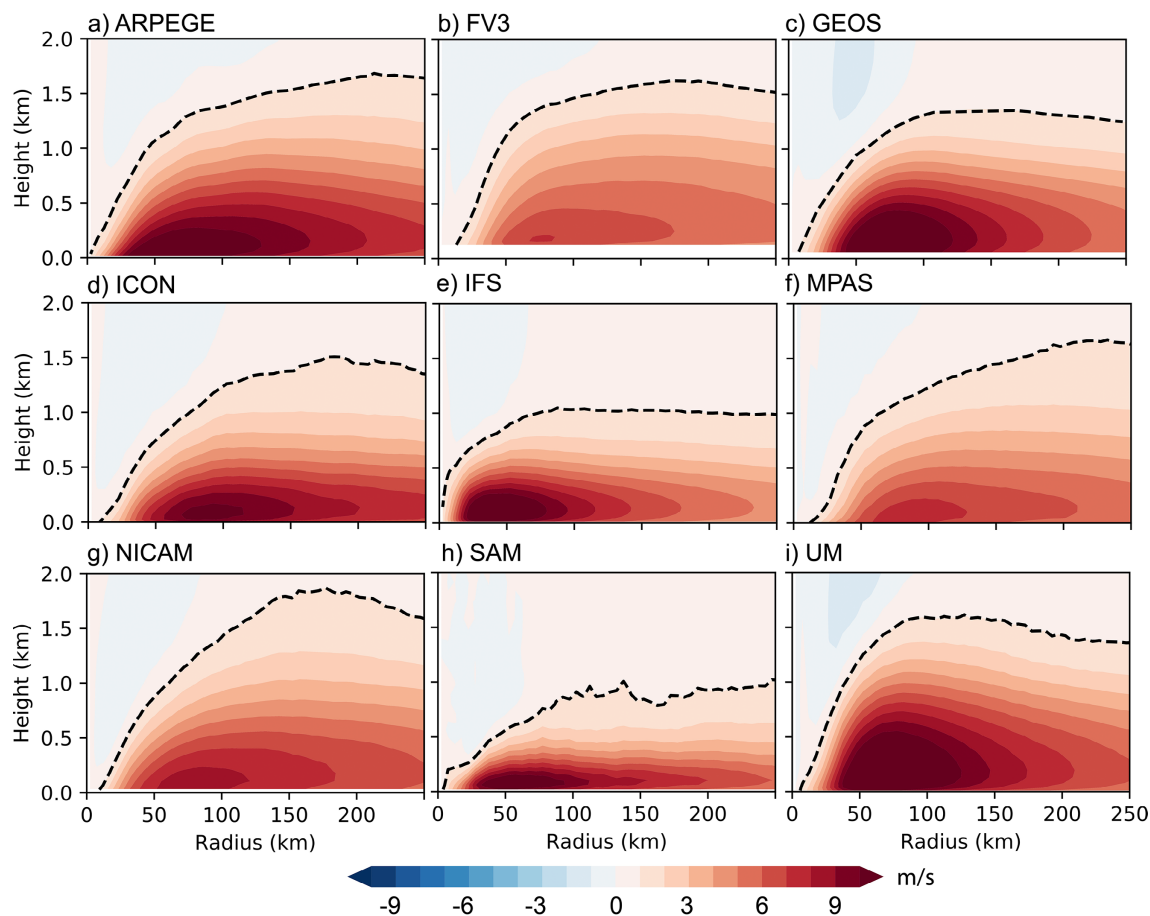 a) ARPEGE b) FV3 c) GEOS
2.0
1.5
1.0
0.5
0.0
Height (km)
d) ICON e) IFS f) MPAS
2.0
1.5
1.0
0.5
0.0
Height (km)
g) NICAM h) SAM i) UM
2.0
1.5
1.0
0.5
0.0
Height (km)
0 50 100 150 200 0 50 100 150 200 0 50 100 150 200 250
Radius (km) Radius (km) Radius (km)
m/s
-9 -6 -3 0 3 6 9